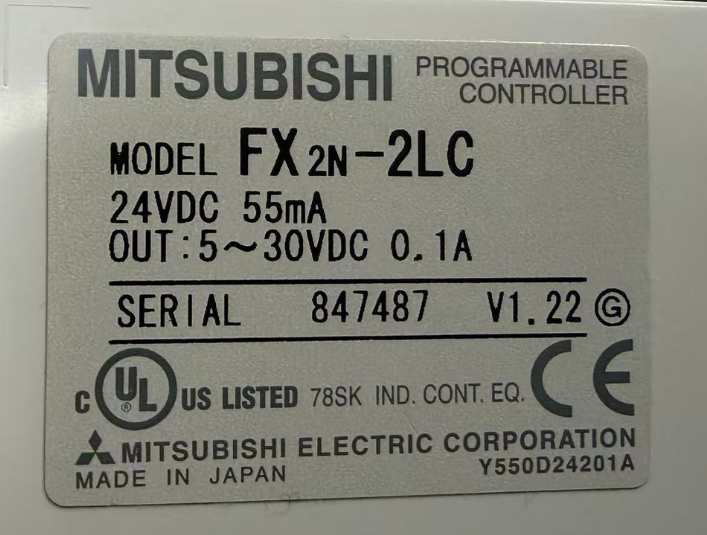 MITSUBISHI PROGRAMMABLE CONTROLLER
MODEL FX2N-2LC
24VDC 55mA
OUT:5~30VDC 0.1A
SERIAL 847487 V1.22 Ⓖ
C UL ® US LISTED 78SK IND. CONT. EQ. CE
MITSUBISHI ELECTRIC CORPORATION
MADE IN JAPAN Y550D24201A